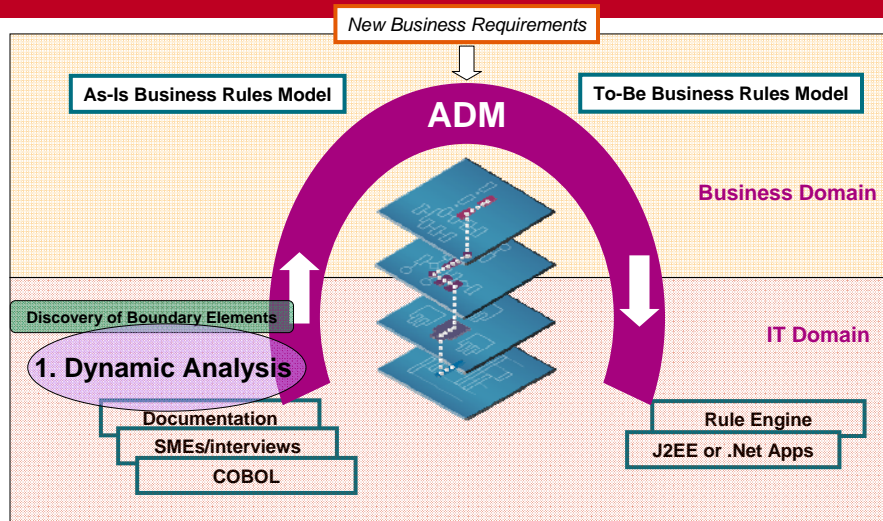 New Business Requirements
As-Is Business Rules Model
To-Be Business Rules Model
ADM
Business Domain
Discovery of Boundary Elements
IT Domain
1. Dynamic Analysis
Documentation
SMEs/interviews
COBOL
Rule Engine
J2EE or .Net Apps